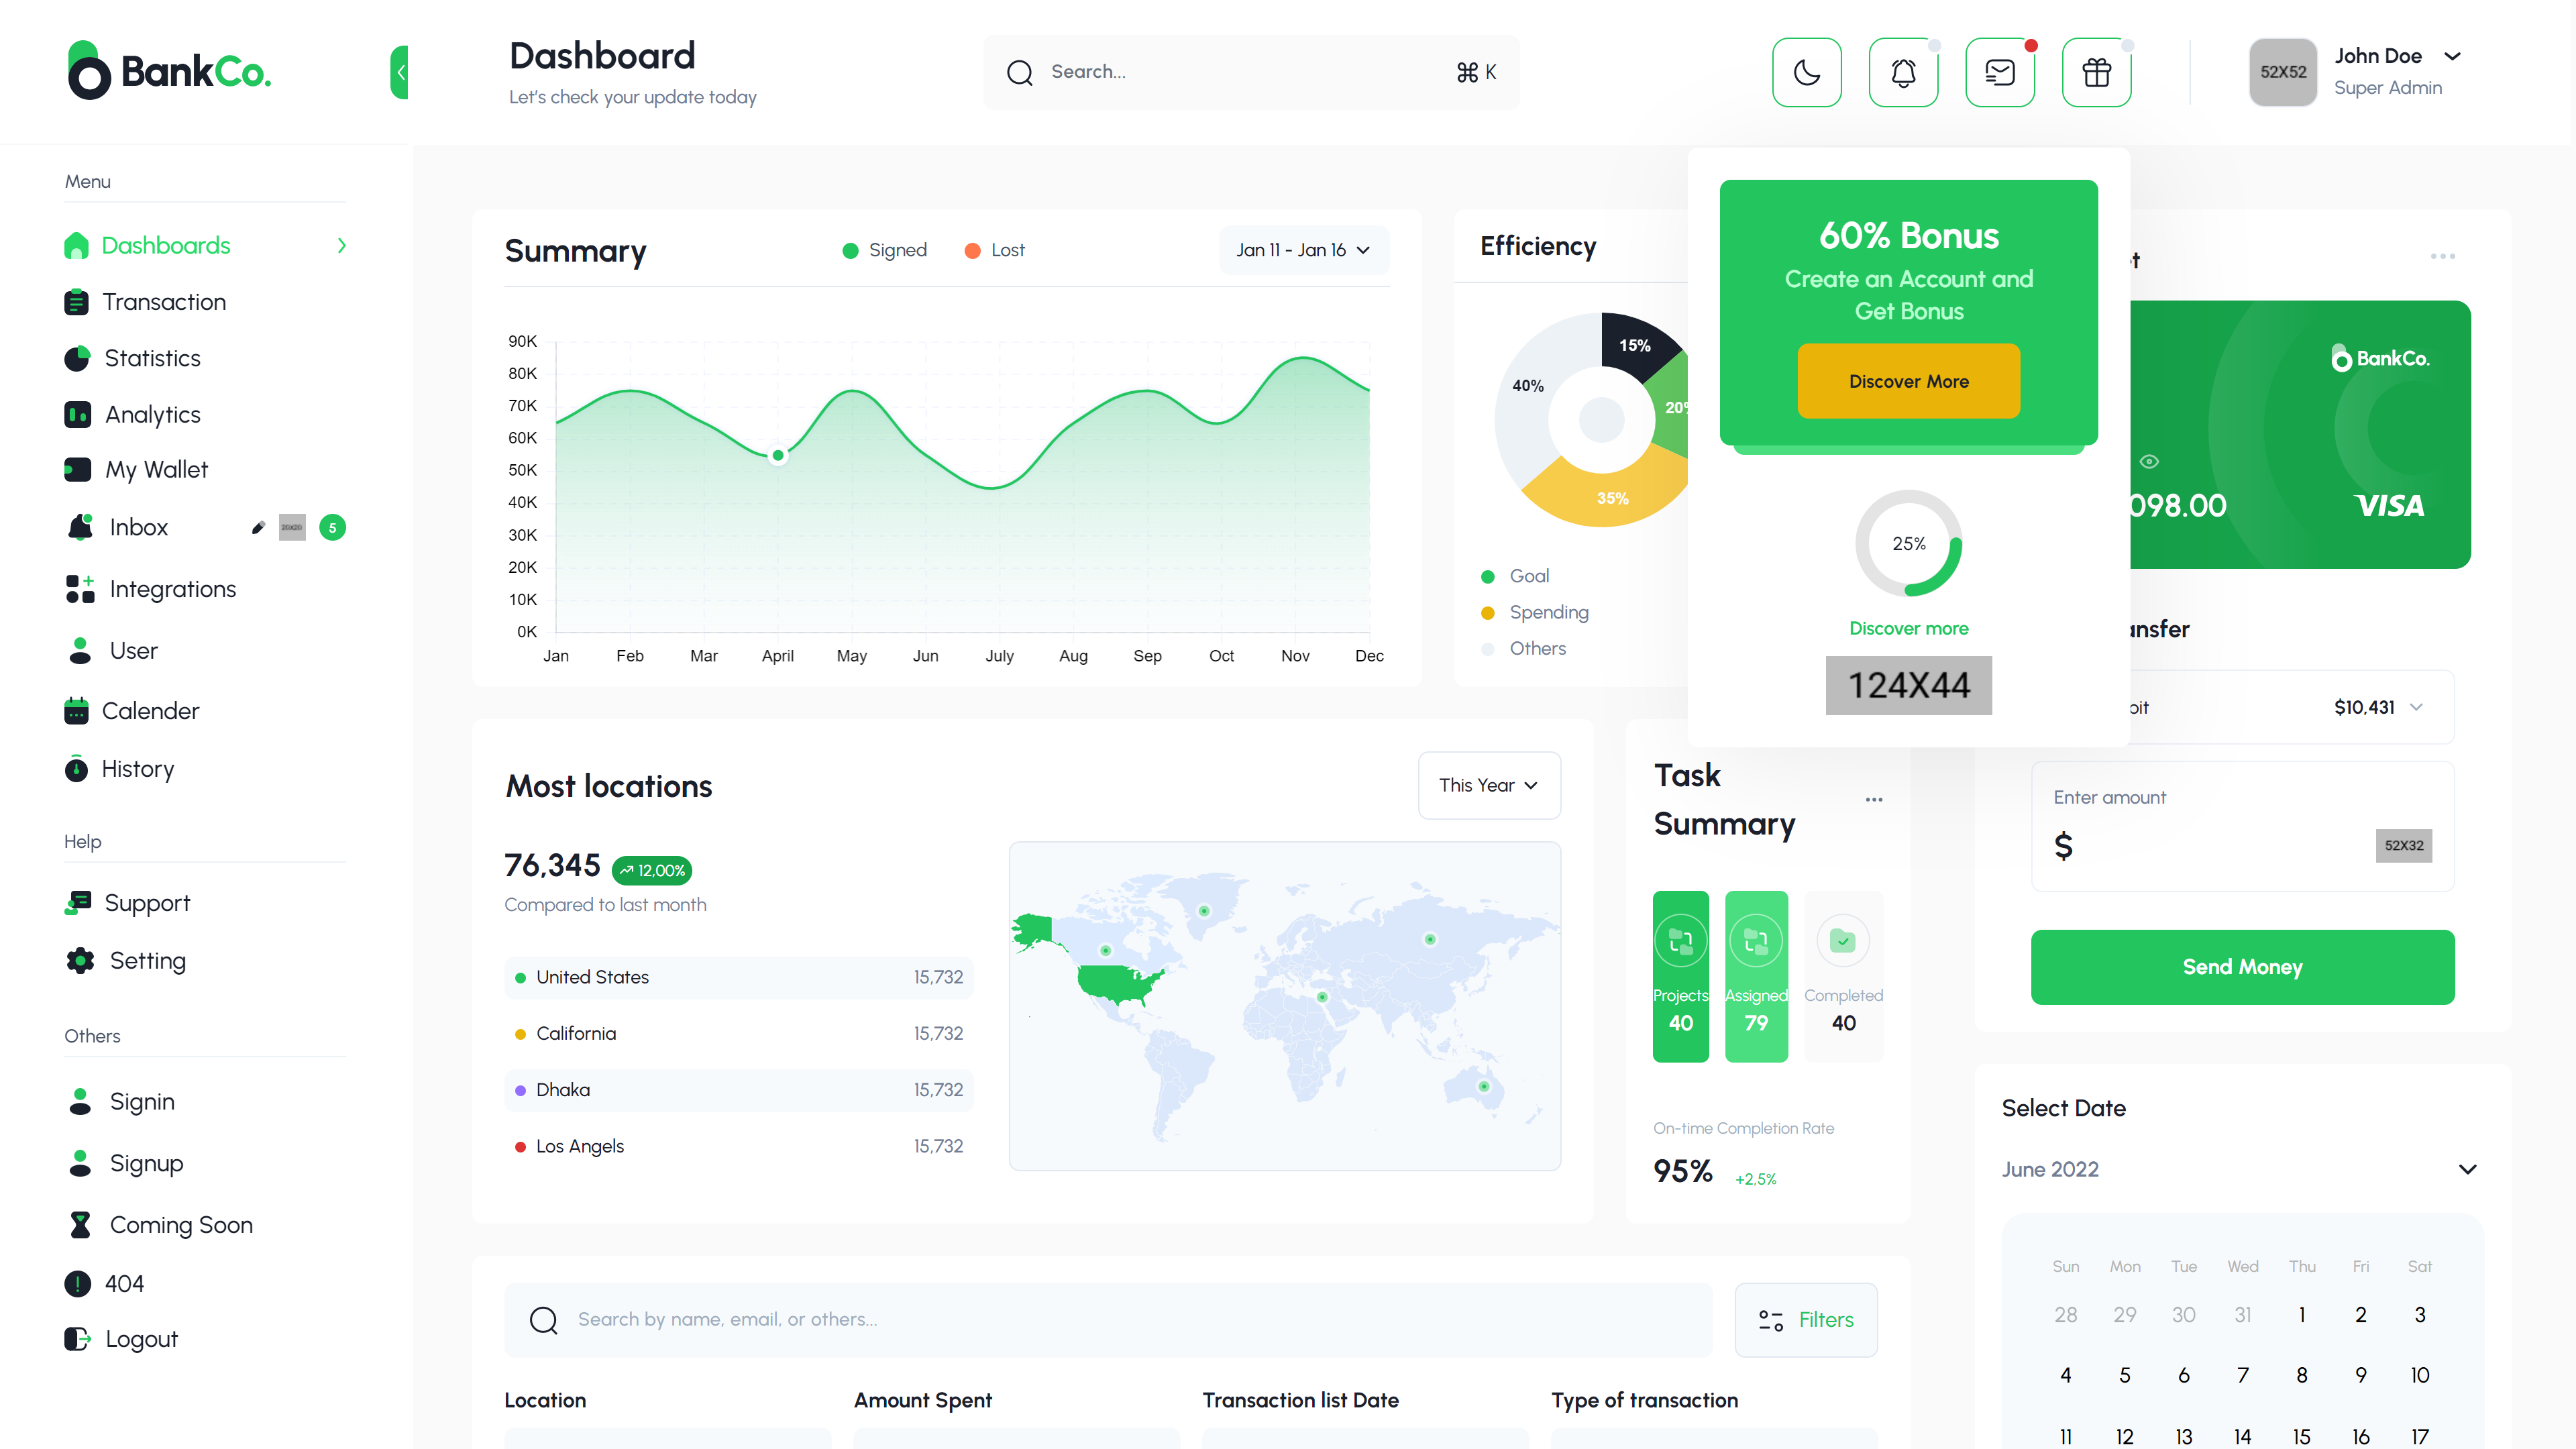 BankCo.
Dashboard
Let's check your update today
Search...
⌘ K
52X52
John Doe
Super Admin
Menu
Dashboards
Transaction
Statistics
Analytics
My Wallet
Inbox
20X20
5
Integrations
User
Calender
History
Help
Support
Setting
Others
Signin
Signup
Coming Soon
404
Logout
Summary
Signed
Lost
Jan 11 - Jan 16
90K
80K
70K
60K
50K
40K
30K
20K
10K
0K
Jan Feb Mar April May Jun July Aug Sep Oct Nov Dec
Efficiency
15%
40%
20%
35%
Goal
Spending
Others
60% Bonus
Create an Account and
Get Bonus
Discover More
25%
Discover more
124X44
BankCo.
098.00
VISA
$10,431
Enter amount
$
52X32
Send Money
Most locations
This Year
76,345
12,00%
Compared to last month
United States 15,732
California 15,732
Dhaka 15,732
Los Angels 15,732
Task
Summary
Projects
40
Assigned
79
Completed
40
On-time Completion Rate
95% +2,5%
Select Date
June 2022
Sun Mon Tue Wed Thu Fri Sat
28 29 30 31 1 2 3
4 5 6 7 8 9 10
11 12 13 14 15 16 17
Search by name, email, or others...
Filters
Location
Amount Spent
Transaction list Date
Type of transaction